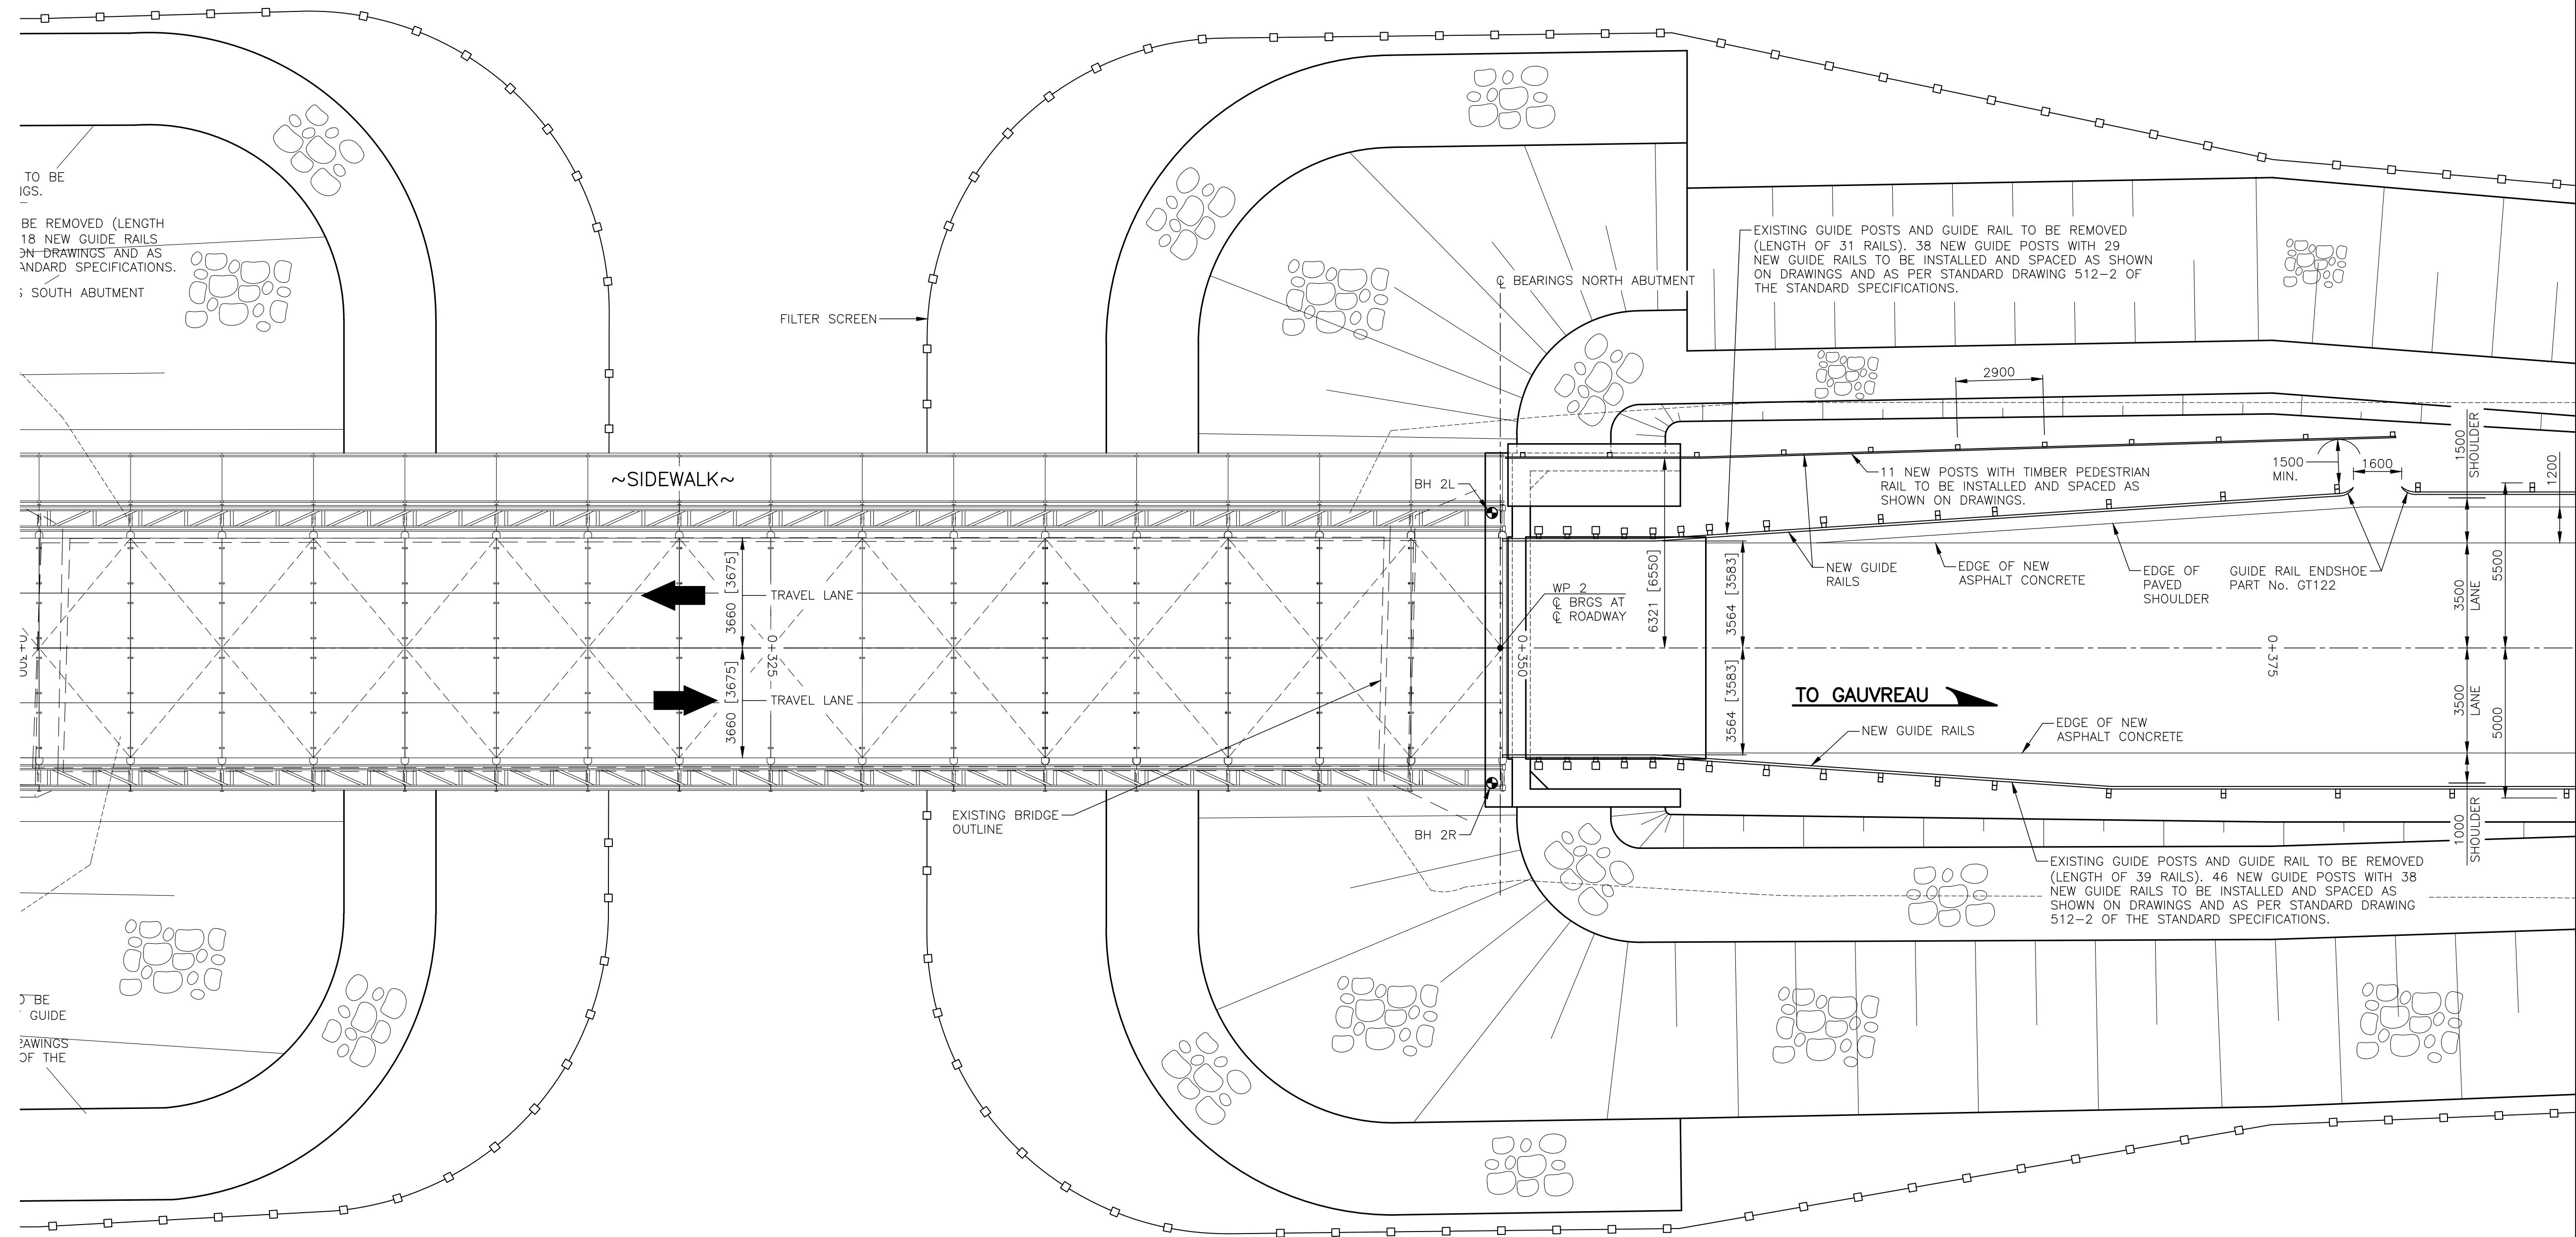 TO BE
NGS.
BE REMOVED (LENGTH
18 NEW GUIDE RAILS
ON DRAWINGS AND AS
ANDARD SPECIFICATIONS.
S SOUTH ABUTMENT
FILTER SCREEN
~SIDEWALK~
3660 [3675]
TRAVEL LANE
0+300
0+325
3660 [3675]
TRAVEL LANE
EXISTING BRIDGE
OUTLINE
℄ BEARINGS NORTH ABUTMENT
BH 2L
BH 2R
WP 2
℄ BRGS AT
℄ ROADWAY
0+350
6321 [6550]
3564 [3583]
3564 [3583]
EXISTING GUIDE POSTS AND GUIDE RAIL TO BE REMOVED
(LENGTH OF 31 RAILS). 38 NEW GUIDE POSTS WITH 29
NEW GUIDE RAILS TO BE INSTALLED AND SPACED AS SHOWN
ON DRAWINGS AND AS PER STANDARD DRAWING 512-2 OF
THE STANDARD SPECIFICATIONS.
2900
11 NEW POSTS WITH TIMBER PEDESTRIAN
RAIL TO BE INSTALLED AND SPACED AS
SHOWN ON DRAWINGS.
1500
MIN.
1600
1500
SHOULDER
1200
NEW GUIDE
RAILS
EDGE OF NEW
ASPHALT CONCRETE
EDGE OF
PAVED
SHOULDER
GUIDE RAIL ENDSHOE
PART No. GT122
3500
LANE
5500
0+375
TO GAUVREAU
NEW GUIDE RAILS
EDGE OF NEW
ASPHALT CONCRETE
3500
LANE
5000
1000
SHOULDER
EXISTING GUIDE POSTS AND GUIDE RAIL TO BE REMOVED
(LENGTH OF 39 RAILS). 46 NEW GUIDE POSTS WITH 38
NEW GUIDE RAILS TO BE INSTALLED AND SPACED AS
SHOWN ON DRAWINGS AND AS PER STANDARD DRAWING
512-2 OF THE STANDARD SPECIFICATIONS.
BE
GUIDE
AWINGS
OF THE